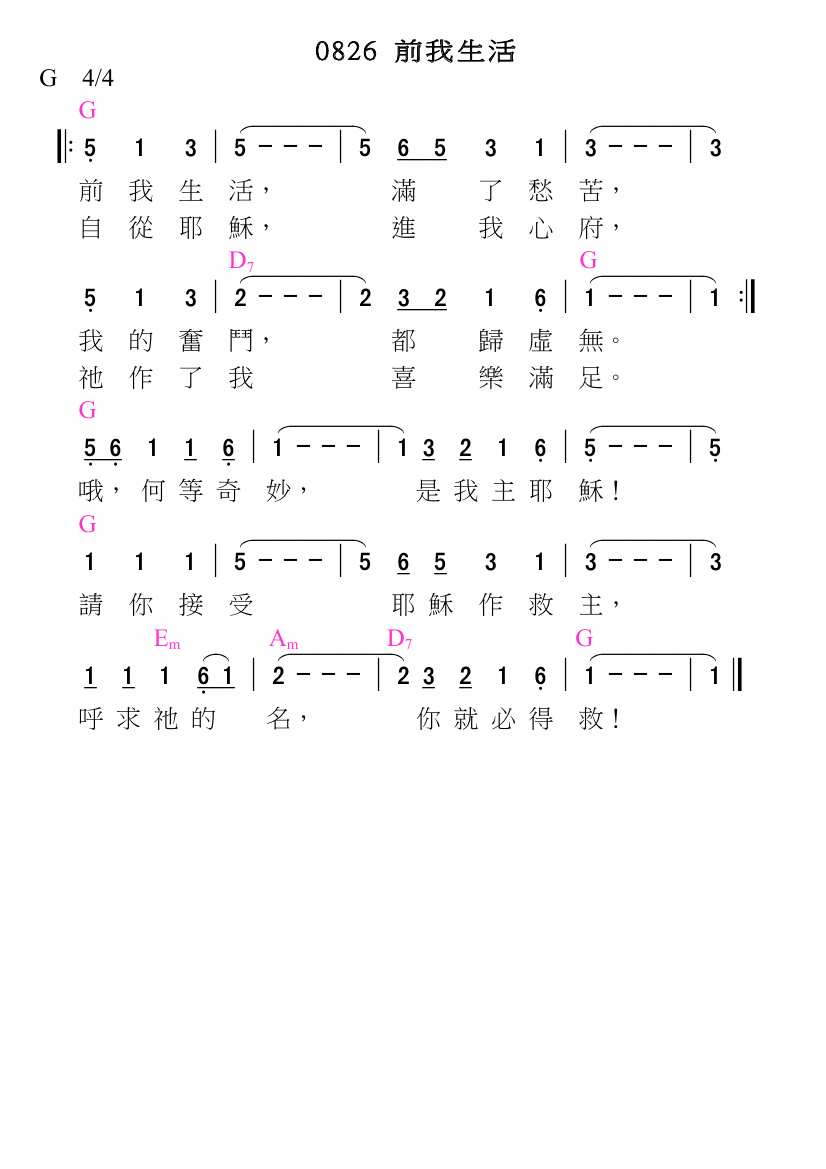 0826 前我生活
G 4/4
G
5 1 3 | 5 - - - | 5 6 5 3 1 | 3 - - - | 3
前 我 生 活， 滿 了 愁 苦，
自 從 耶 穌， 進 我 心 府，
D7 G
5 1 3 | 2 - - - | 2 3 2 1 6 | 1 - - - | 1 :|
我 的 奮 鬥， 都 歸 虛 無。
祂 作 了 我 喜 樂 滿 足。
G
5 6 1 1 6 | 1 - - - | 1 3 2 1 6 | 5 - - - | 5
哦， 何 等 奇 妙， 是 我 主 耶 穌！
G
1 1 1 | 5 - - - | 5 6 5 3 1 | 3 - - - | 3
請 你 接 受 耶 穌 作 救 主，
Em Am D7 G
1 1 1 6 1 | 2 - - - | 2 3 2 1 6 | 1 - - - | 1 ||
呼 求 祂 的 名， 你 就 必 得 救！